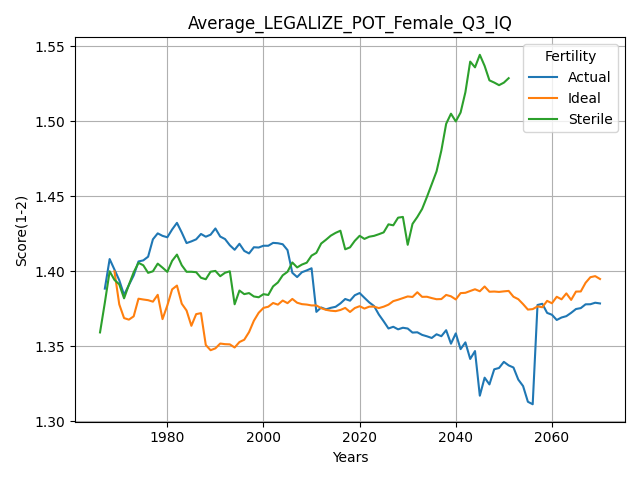 Average_LEGALIZE_POT_Female_Q3_IQ
Score(1-2)
1.55
1.50
1.45
1.40
1.35
1.30
Fertility
Actual
Ideal
Sterile
1980
2000
2020
2040
2060
Years